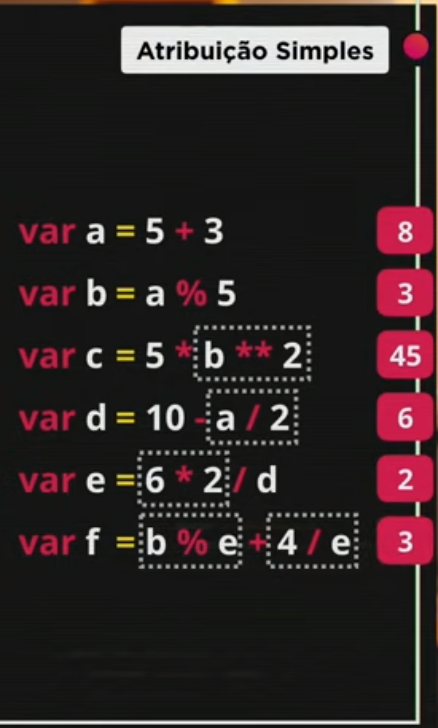 Atribuição Simples
var a = 5 + 3 8
var b = a % 5 3
var c = 5 * b ** 2 45
var d = 10 - a / 2 6
var e = 6 * 2 / d 2
var f = b % e + 4 / e 3